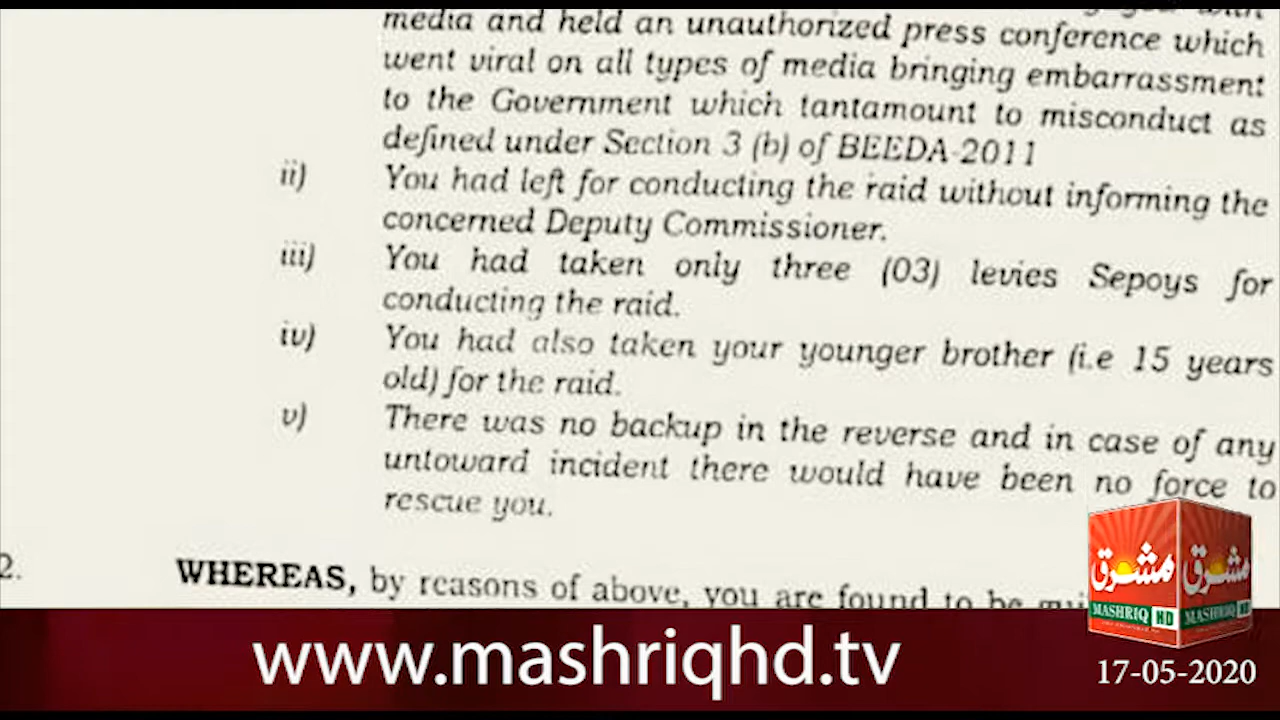 media and held an unauthorized press conference which
went viral on all types of media bringing embarrassment
to the Government which tantamount to misconduct as
defined under Section 3 (b) of BEEDA-2011
ii) You had left for conducting the raid without informing the
concerned Deputy Commissioner.
iii) You had taken only three (03) levies Sepoys for
conducting the raid.
iv) You had also taken your younger brother (i.e 15 years
old) for the raid.
v) There was no backup in the reverse and in case of any
untoward incident there would have been no force to
rescue you.
2. WHEREAS, by reasons of above, you are found to be
مشرق مشرق
MASHRIQ HD MASHRIQ HD
www.mashriqhd.tv
17-05-2020